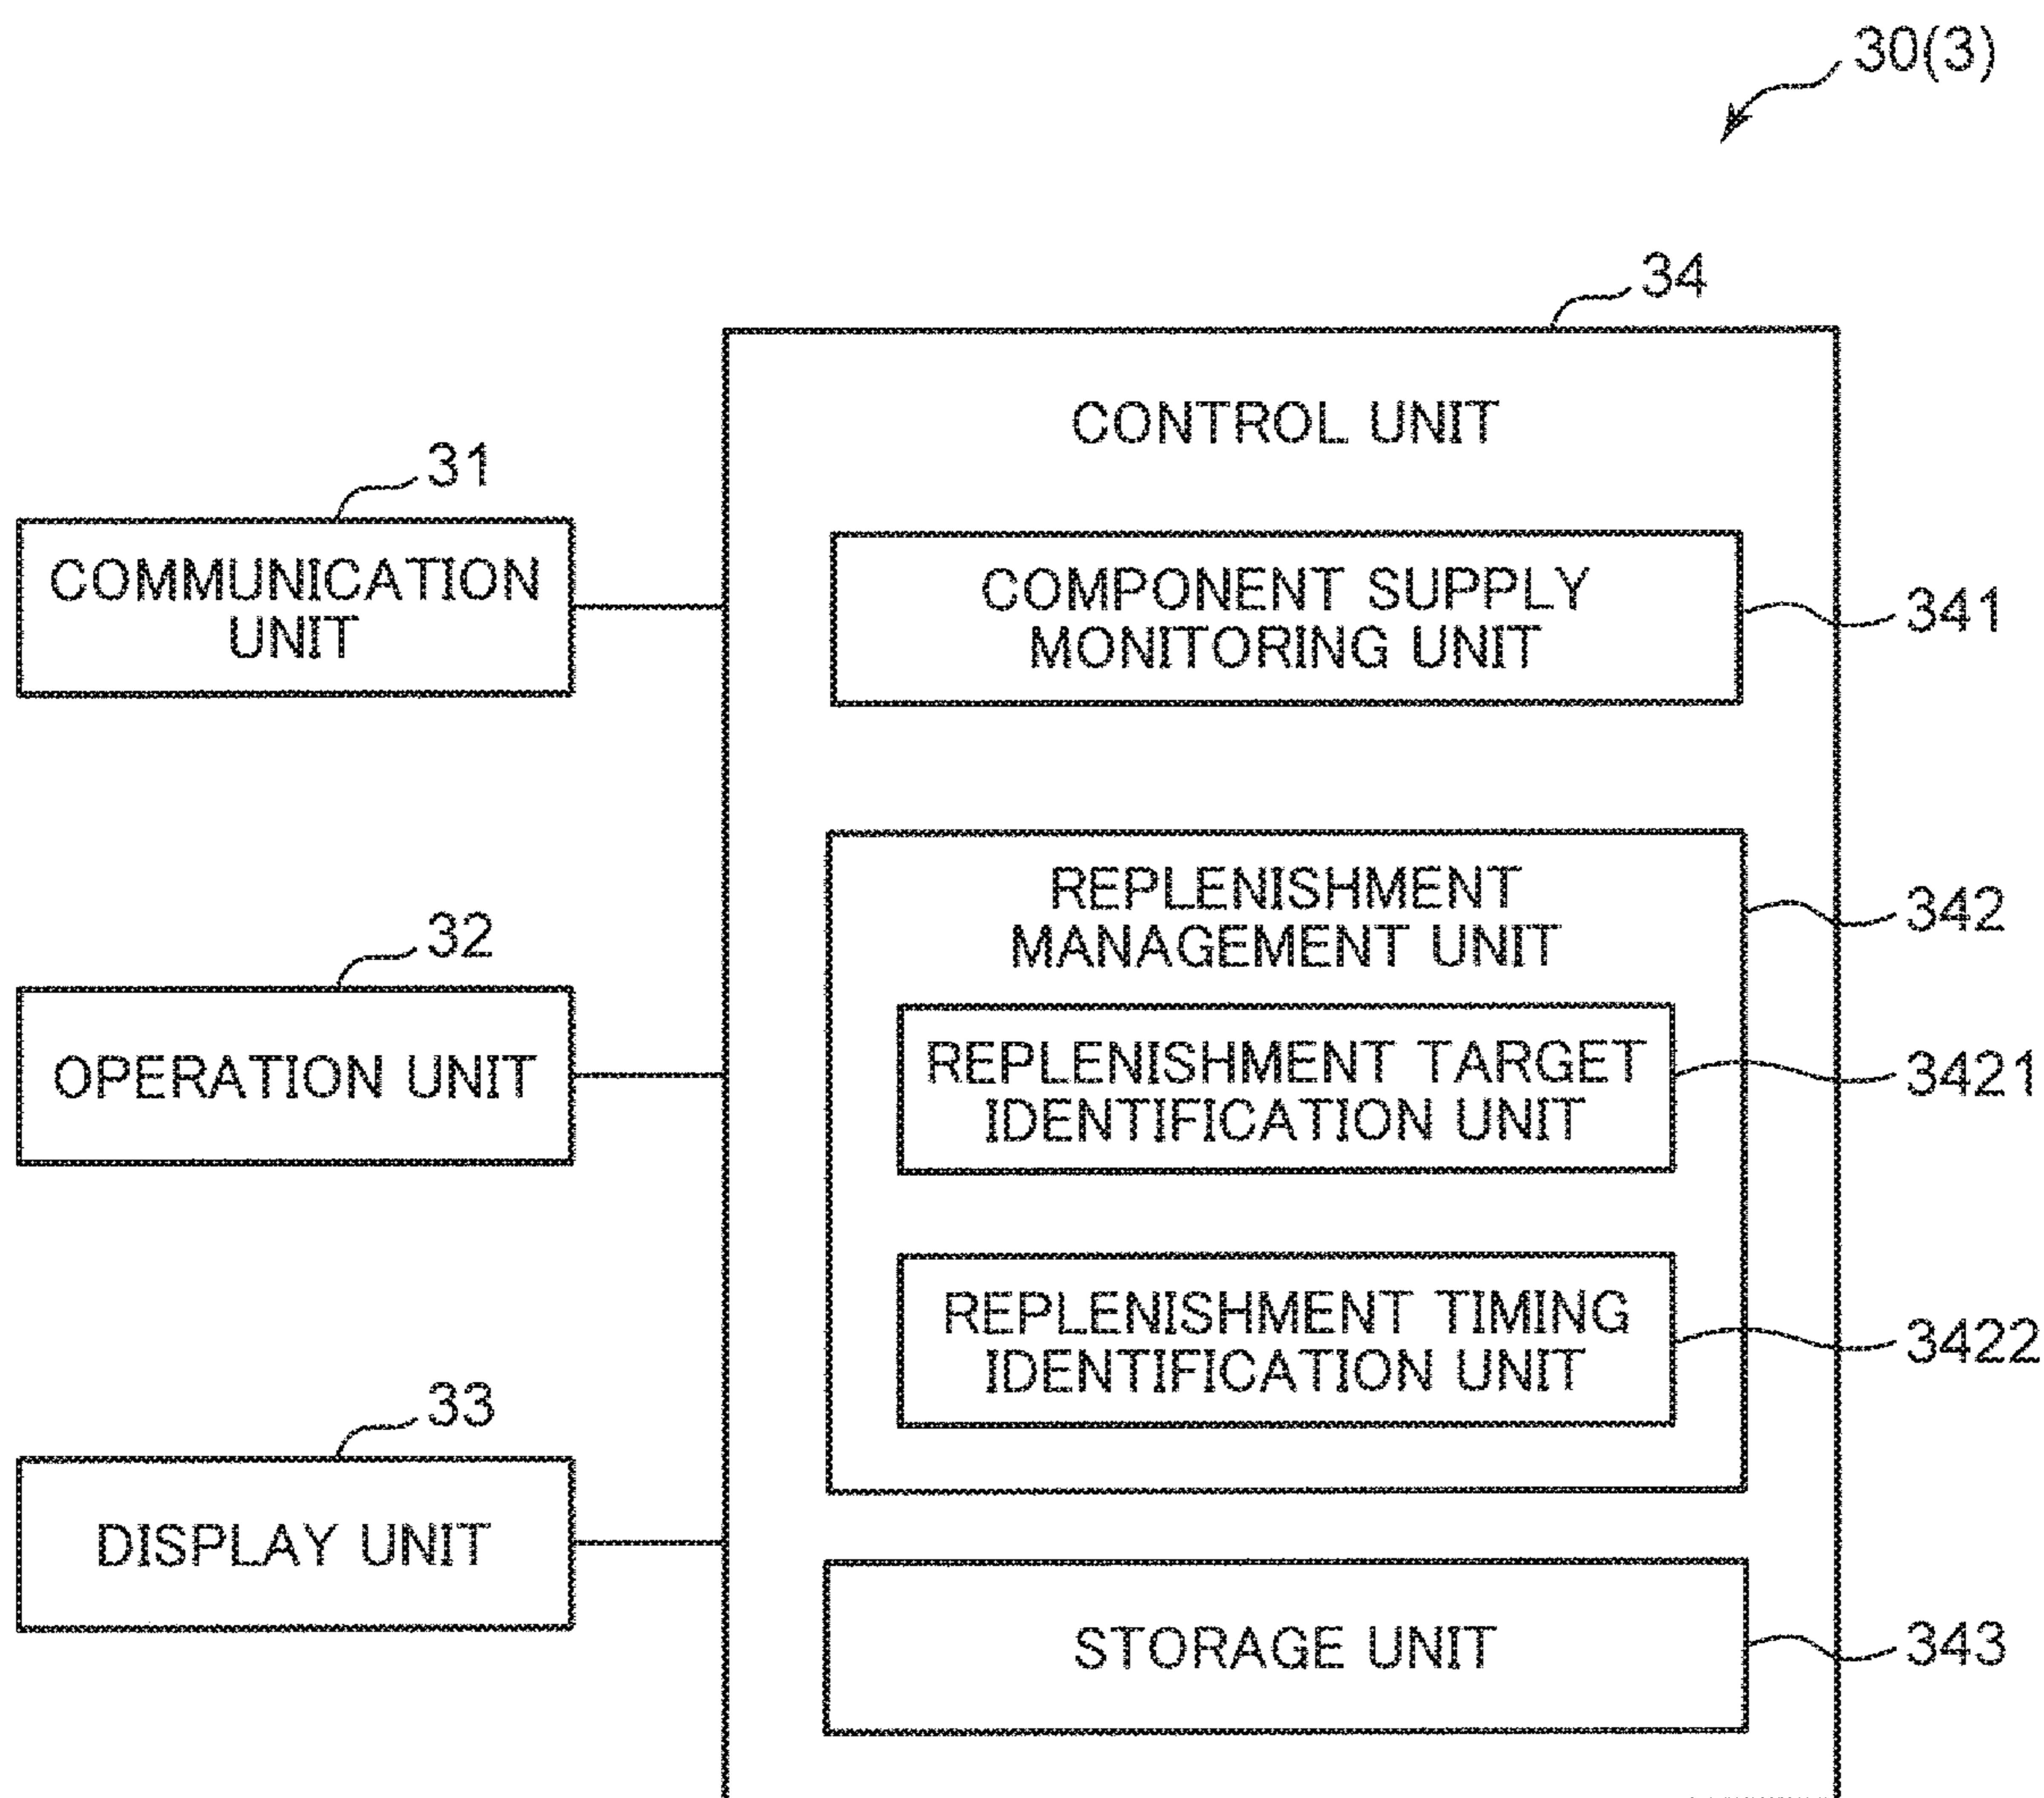 30(3)
34
CONTROL UNIT
31
COMMUNICATION
UNIT
COMPONENT SUPPLY
MONITORING UNIT
341
REPLENISHMENT
MANAGEMENT UNIT
342
32
OPERATION UNIT
REPLENISHMENT TARGET
IDENTIFICATION UNIT
3421
REPLENISHMENT TIMING
IDENTIFICATION UNIT
3422
33
DISPLAY UNIT
STORAGE UNIT
343